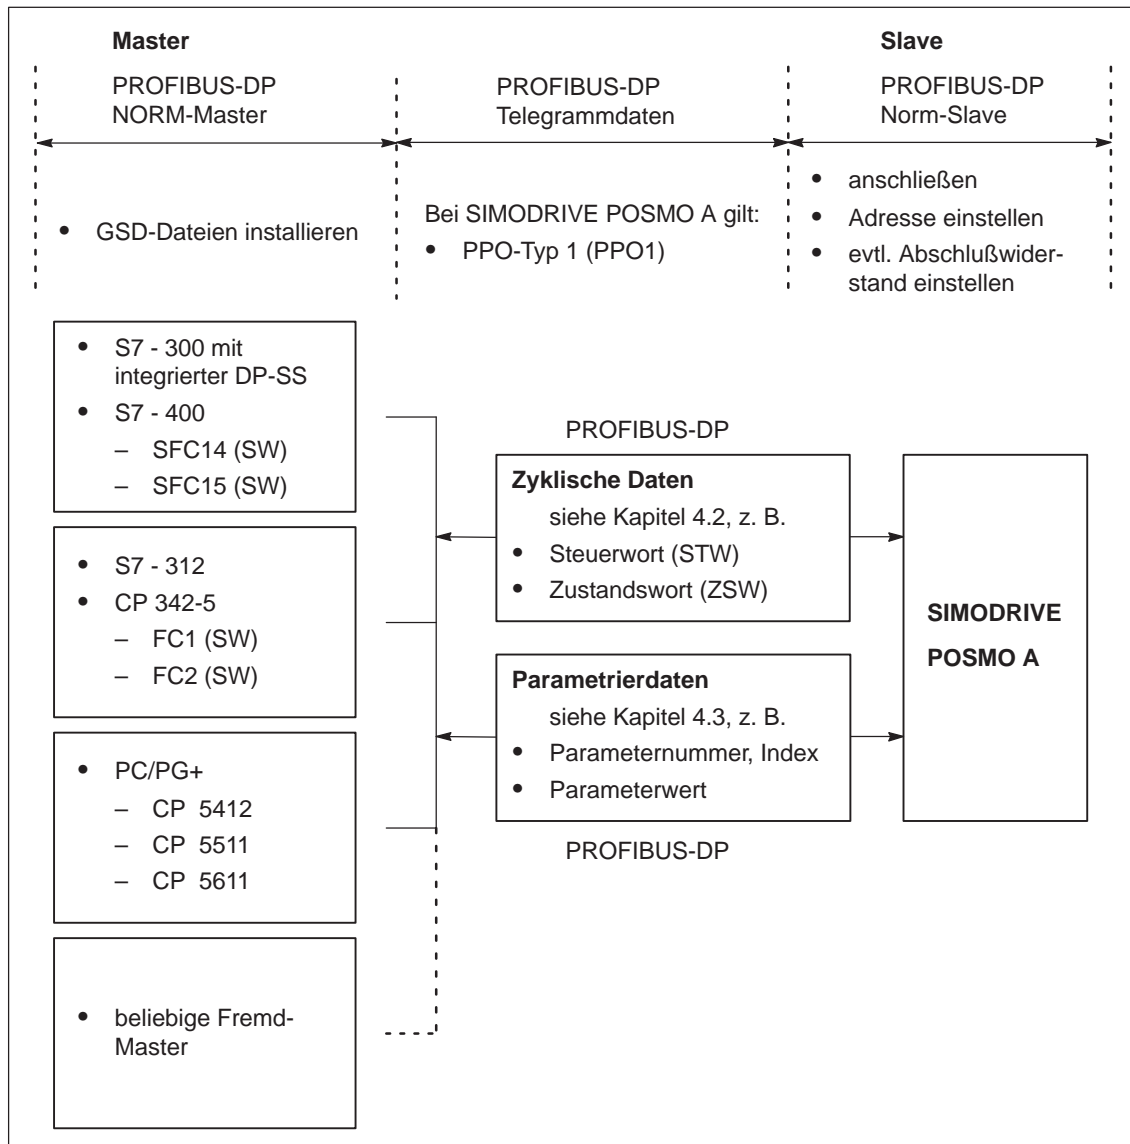 Master
PROFIBUS-DP
NORM-Master
• GSD-Dateien installieren
PROFIBUS-DP
Telegrammdaten
Bei SIMODRIVE POSMO A gilt:
• PPO-Typ 1 (PPO1)
Slave
PROFIBUS-DP
Norm-Slave
• anschließen
• Adresse einstellen
• evtl. Abschlußwider-
stand einstellen
• S7 - 300 mit
integrierter DP-SS
• S7 - 400
– SFC14 (SW)
– SFC15 (SW)
• S7 - 312
• CP 342-5
– FC1 (SW)
– FC2 (SW)
• PC/PG+
– CP 5412
– CP 5511
– CP 5611
• beliebige Fremd-
Master
PROFIBUS-DP
Zyklische Daten
siehe Kapitel 4.2, z. B.
• Steuerwort (STW)
• Zustandswort (ZSW)
Parametrierdaten
siehe Kapitel 4.3, z. B.
• Parameternummer, Index
• Parameterwert
PROFIBUS-DP
SIMODRIVE
POSMO A